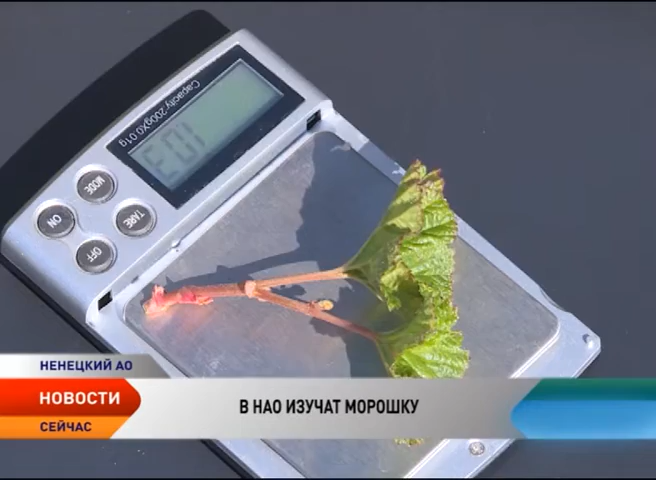 Capacity 200gX0.01g
MODE
ON
TARE
OFF
НЕНЕЦКИЙ АО
НОВОСТИ
СЕЙЧАС
В НАО ИЗУЧАТ МОРОШКУ